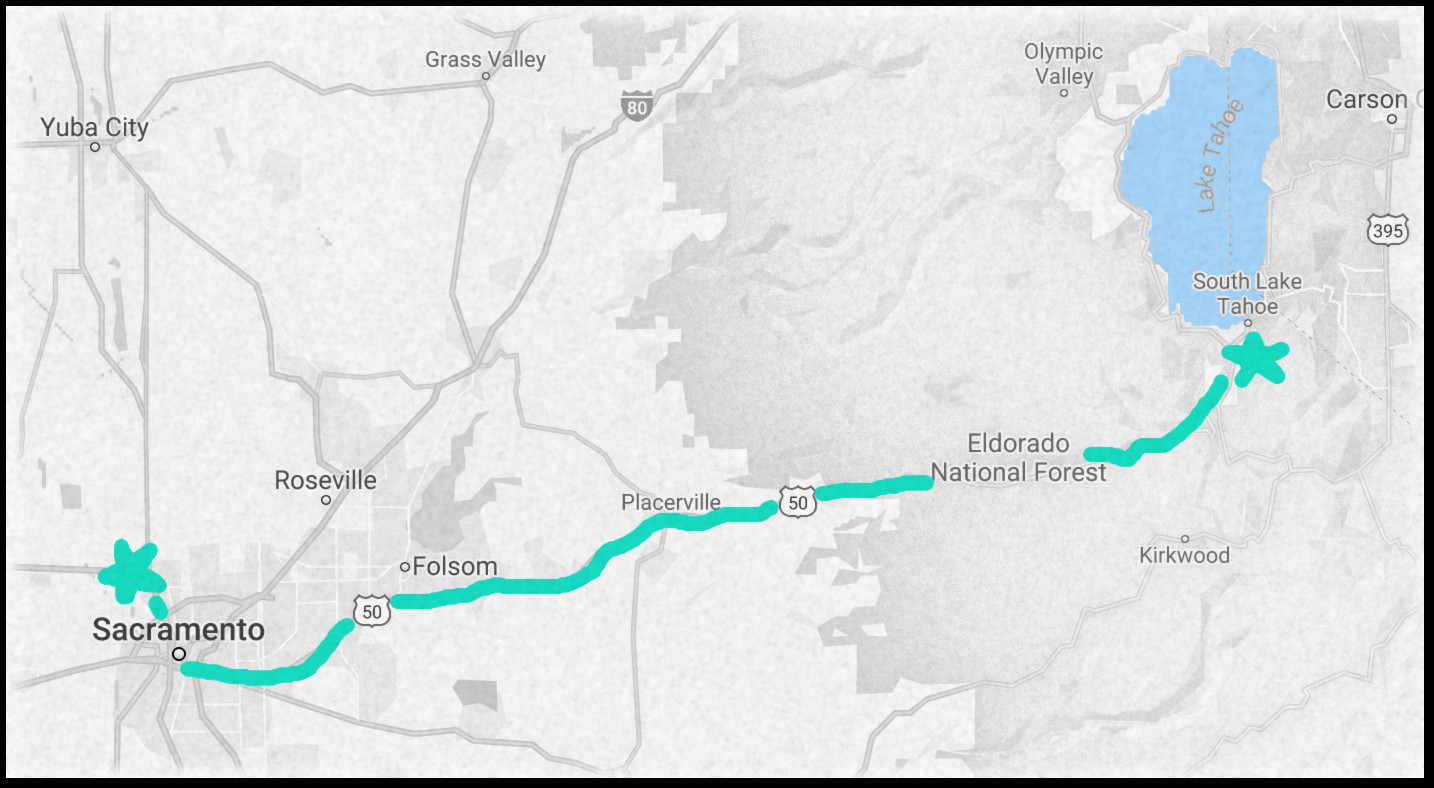 Grass Valley
Olympic
Valley
80
Carson C
Yuba City
Lake Tahoe
395
South Lake
Tahoe
Eldorado
National Forest
Roseville
Placerville
50
Kirkwood
Folsom
50
Sacramento